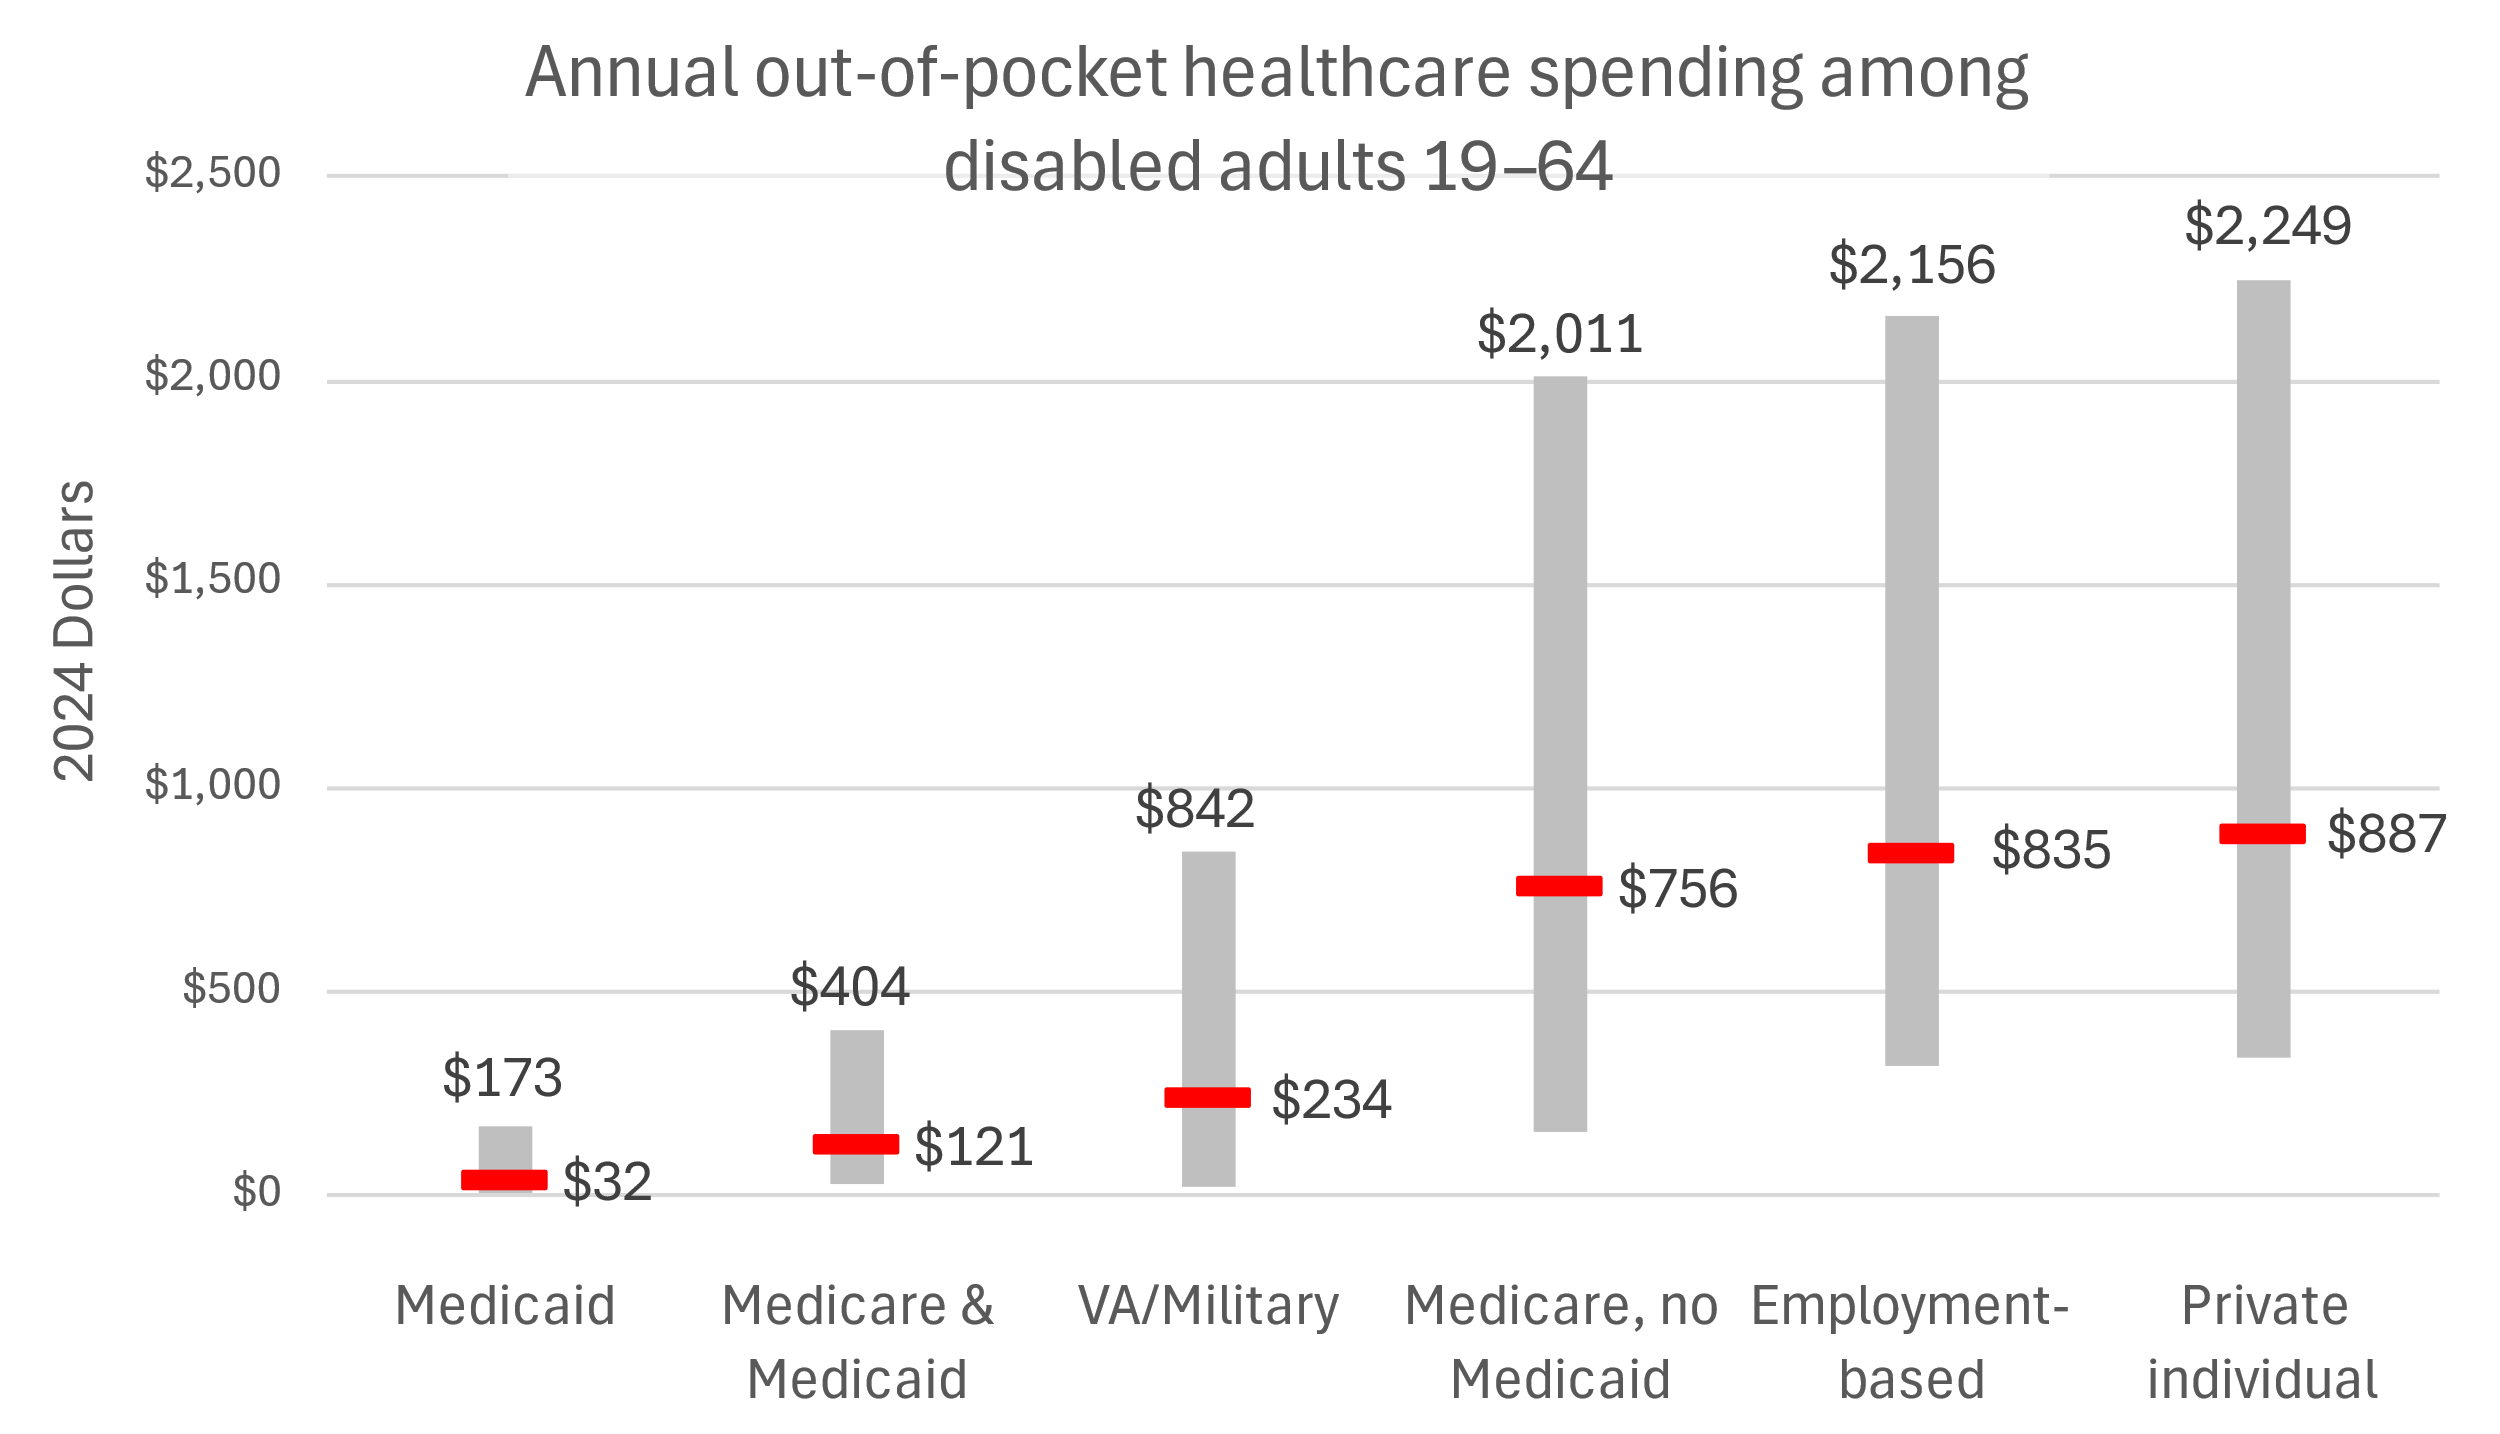 Annual out-of-pocket healthcare spending among
disabled adults 19–64
2024 Dollars
$2,500
$2,000
$1,500
$1,000
$500
$0
$173
$32
$404
$121
$842
$234
$2,011
$756
$2,156
$835
$2,249
$887
Medicaid
Medicare &
Medicaid
VA/Military
Medicare, no
Medicaid
Employment-
based
Private
individual